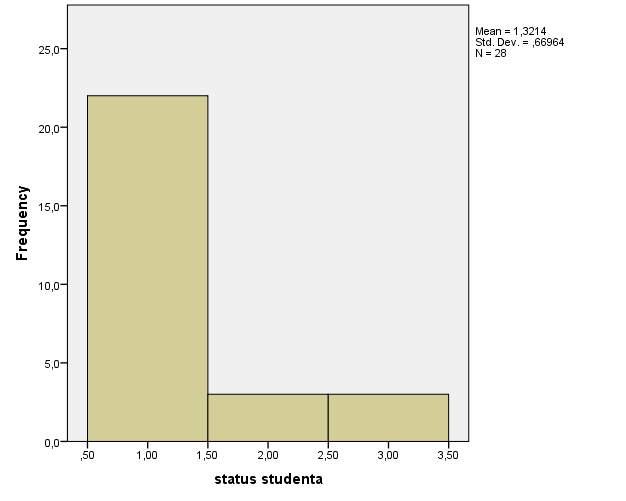 Mean = 1,3214
Std. Dev. = ,66964
N = 28
25,0
20,0
15,0
10,0
5,0
0,0
Frequency
,50
1,00
1,50
2,00
2,50
3,00
3,50
status studenta